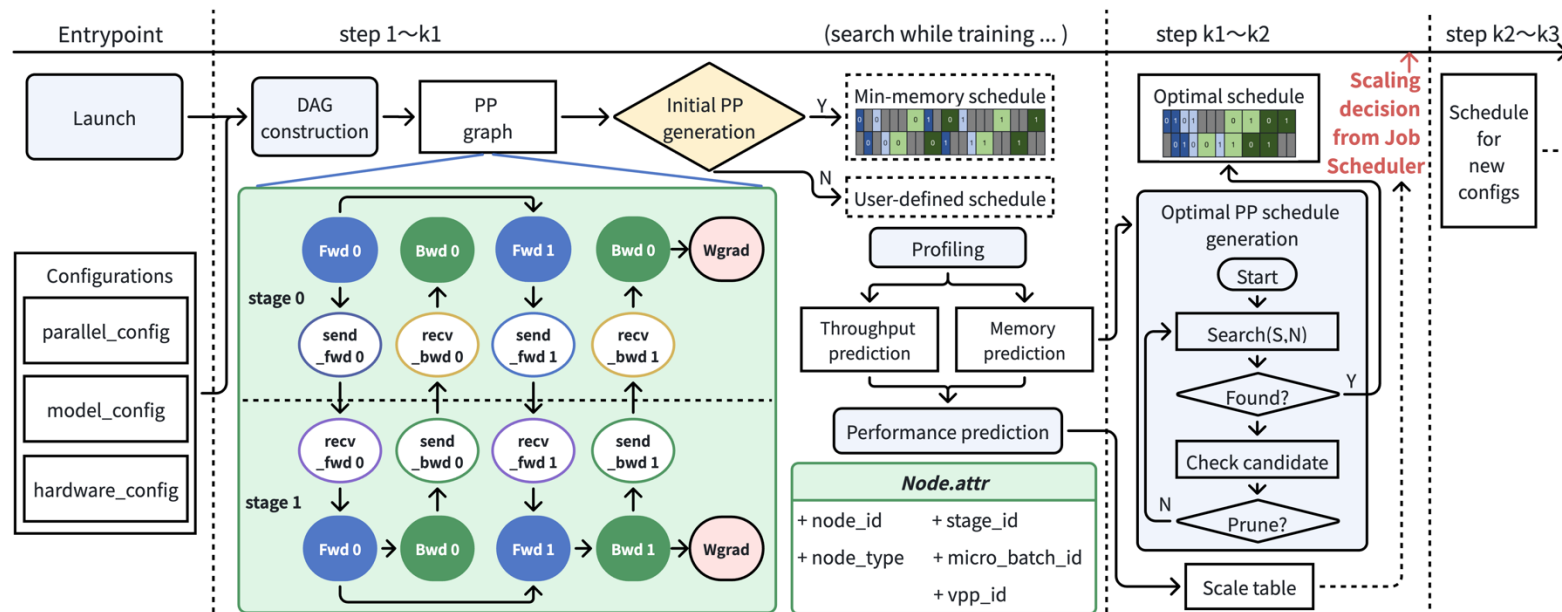 Entrypoint
step 1～k1
(search while training ... )
step k1～k2
step k2～k3
Launch
DAG
construction
PP
graph
Initial PP
generation
Y
N
Min-memory schedule
User-defined schedule
Optimal schedule
Scaling
decision
from Job
Scheduler
Schedule
for
new
configs
Configurations
parallel_config
model_config
hardware_config
stage 0
Fwd 0
Bwd 0
Fwd 1
Bwd 0
Wgrad
send
_fwd 0
recv
_bwd 0
send
_fwd 1
recv
_bwd 1
stage 1
recv
_fwd 0
send
_bwd 0
recv
_fwd 1
send
_bwd 1
Fwd 0
Bwd 0
Fwd 1
Bwd 1
Wgrad
Profiling
Throughput
prediction
Memory
prediction
Performance prediction
Node.attr
+ node_id
+ stage_id
+ node_type
+ micro_batch_id
+ vpp_id
Optimal PP schedule
generation
Start
Search(S,N)
Found?
Y
Check candidate
N
Prune?
Scale table